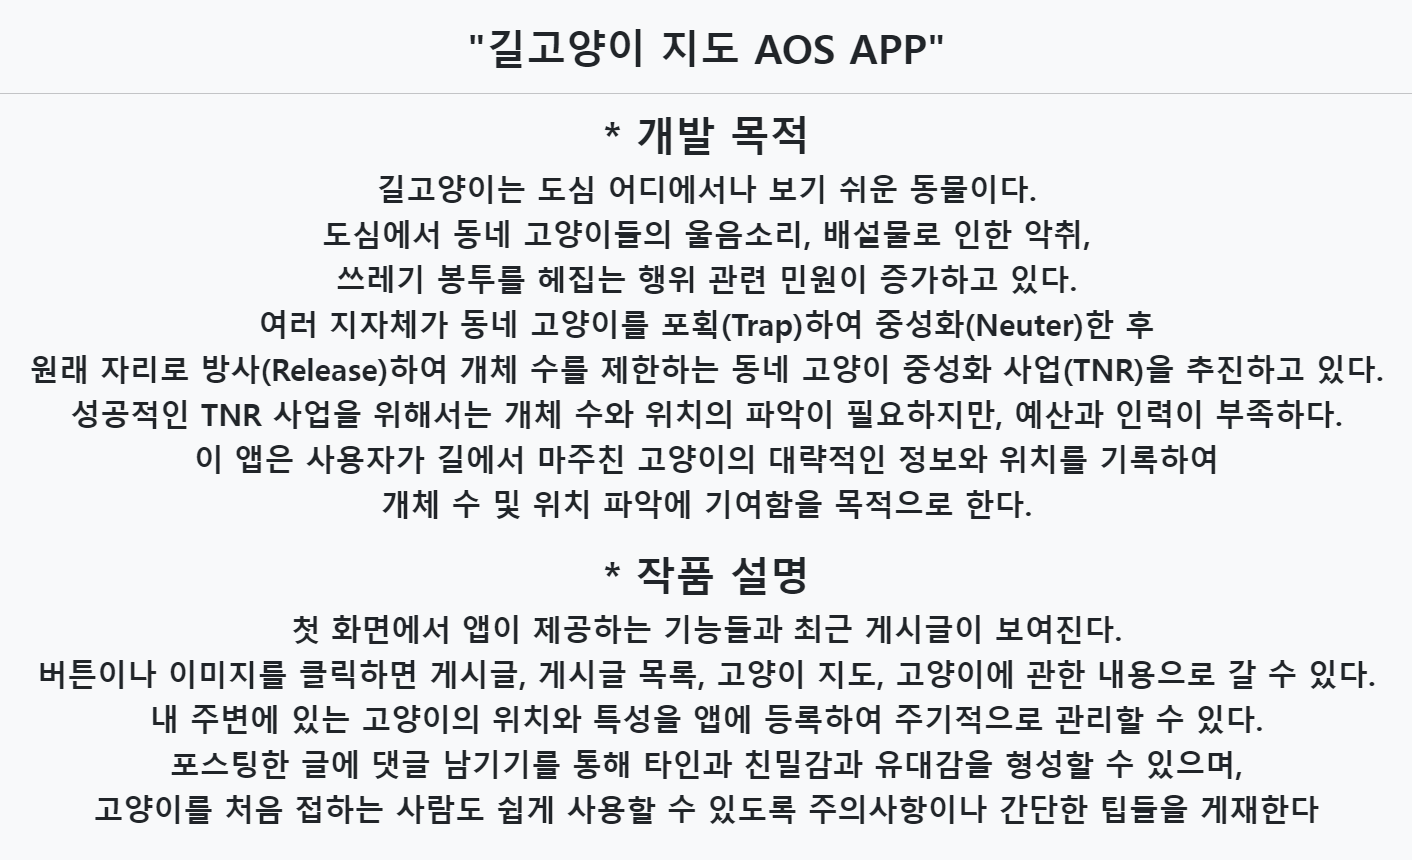 "길고양이 지도 AOS APP"
* 개발 목적
길고양이는 도심 어디에서나 보기 쉬운 동물이다.
도심에서 동네 고양이들의 울음소리, 배설물로 인한 악취,
쓰레기 봉투를 헤집는 행위 관련 민원이 증가하고 있다.
여러 지자체가 동네 고양이를 포획(Trap)하여 중성화(Neuter)한 후
원래 자리로 방사(Release)하여 개체 수를 제한하는 동네 고양이 중성화 사업(TNR)을 추진하고 있다.
성공적인 TNR 사업을 위해서는 개체 수와 위치의 파악이 필요하지만, 예산과 인력이 부족하다.
이 앱은 사용자가 길에서 마주친 고양이의 대략적인 정보와 위치를 기록하여
개체 수 및 위치 파악에 기여함을 목적으로 한다.
* 작품 설명
첫 화면에서 앱이 제공하는 기능들과 최근 게시글이 보여진다.
버튼이나 이미지를 클릭하면 게시글, 게시글 목록, 고양이 지도, 고양이에 관한 내용으로 갈 수 있다.
내 주변에 있는 고양이의 위치와 특성을 앱에 등록하여 주기적으로 관리할 수 있다.
포스팅한 글에 댓글 남기기를 통해 타인과 친밀감과 유대감을 형성할 수 있으며,
고양이를 처음 접하는 사람도 쉽게 사용할 수 있도록 주의사항이나 간단한 팁들을 게재한다